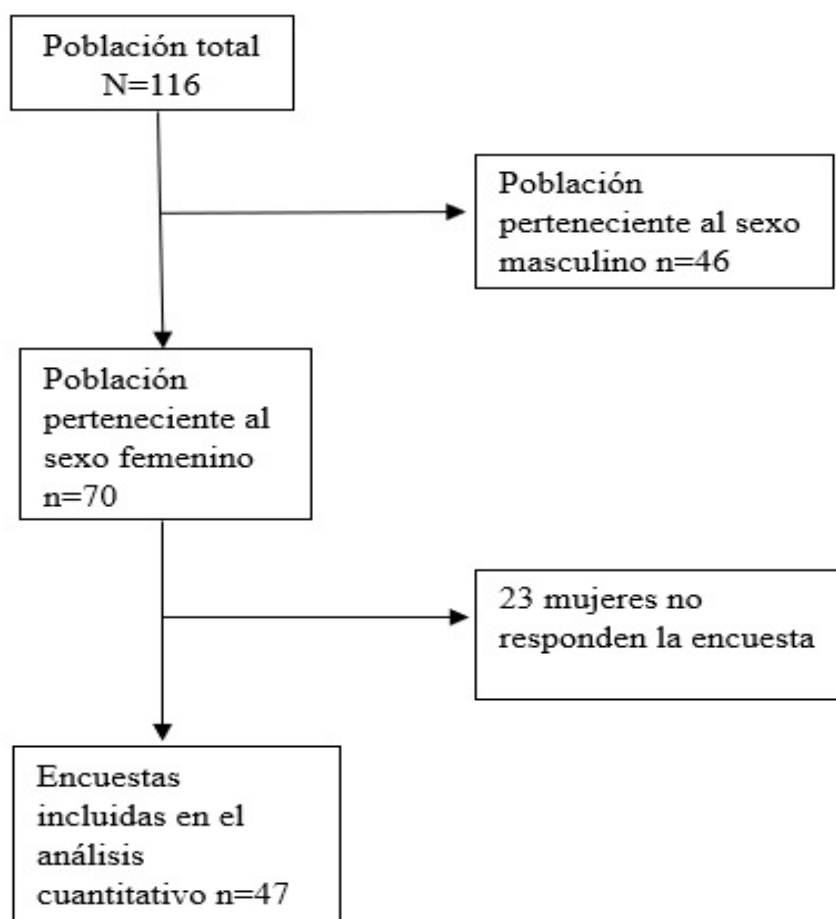 Población total
N=116
Población
perteneciente al sexo
masculino n=46
Población
perteneciente al
sexo femenino
n=70
23 mujeres no
responden la encuesta
Encuestas
incluidas en el
análisis
cuantitativo n=47